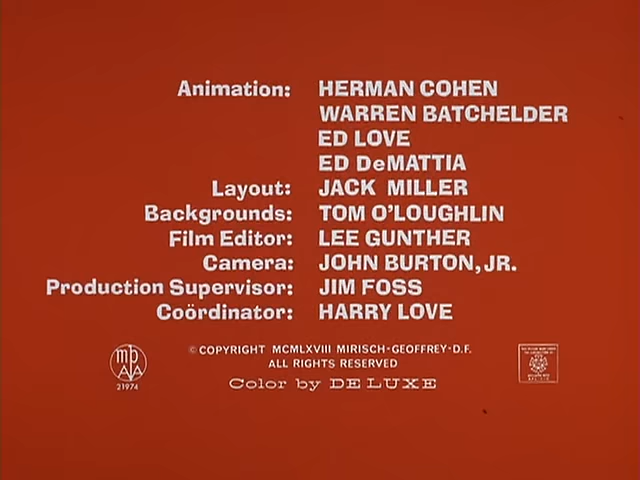 Animation: HERMAN COHEN
WARREN BATCHELDER
ED LOVE
ED DeMATTIA
Layout: JACK MILLER
Backgrounds: TOM O'LOUGHLIN
Film Editor: LEE GUNTHER
Camera: JOHN BURTON, JR.
Production Supervisor: JIM FOSS
Coördinator: HARRY LOVE
© COPYRIGHT MCMLXVIII MIRISCH-GEOFFREY-D.F.
ALL RIGHTS RESERVED
Color by DE LUXE
21974